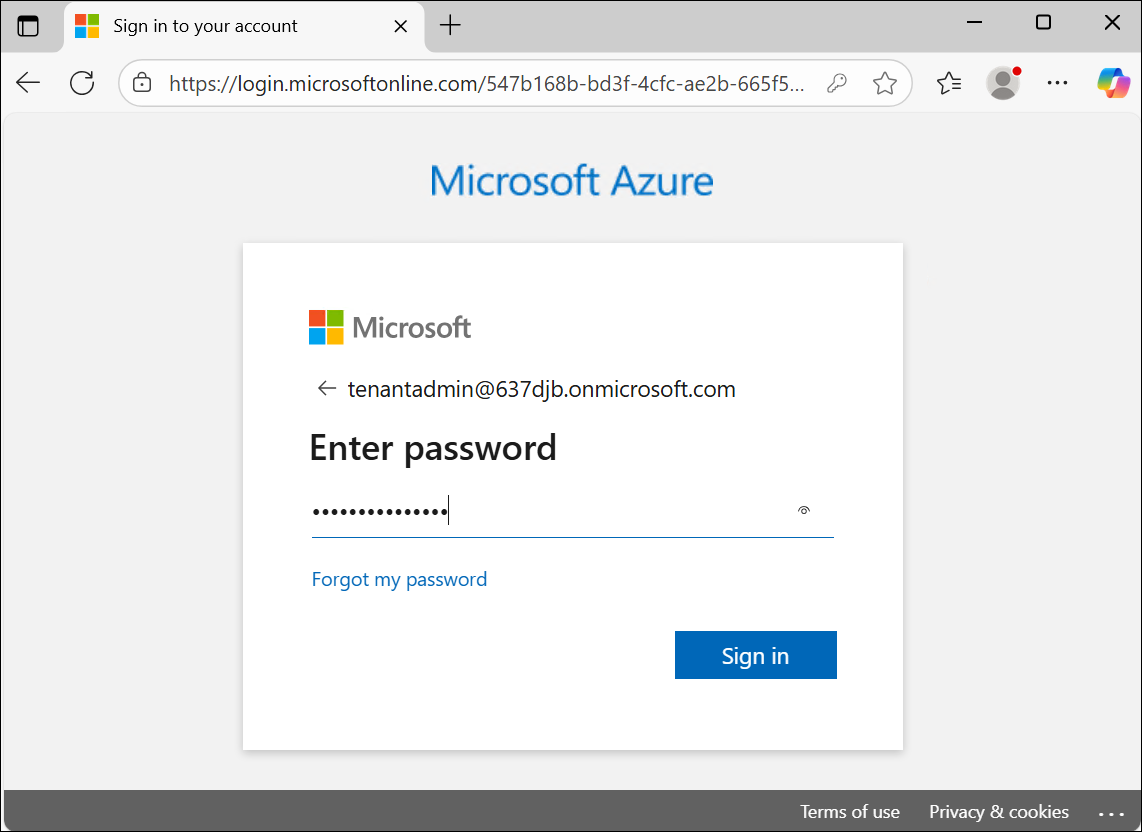 Sign in to your account
https://login.microsoftonline.com/547b168b-bd3f-4cfc-ae2b-665f5...
Microsoft Azure
Microsoft
tenantadmin@637djb.onmicrosoft.com
Enter password
•••••••••••••••
Forgot my password
Sign in
Terms of use Privacy & cookies ...